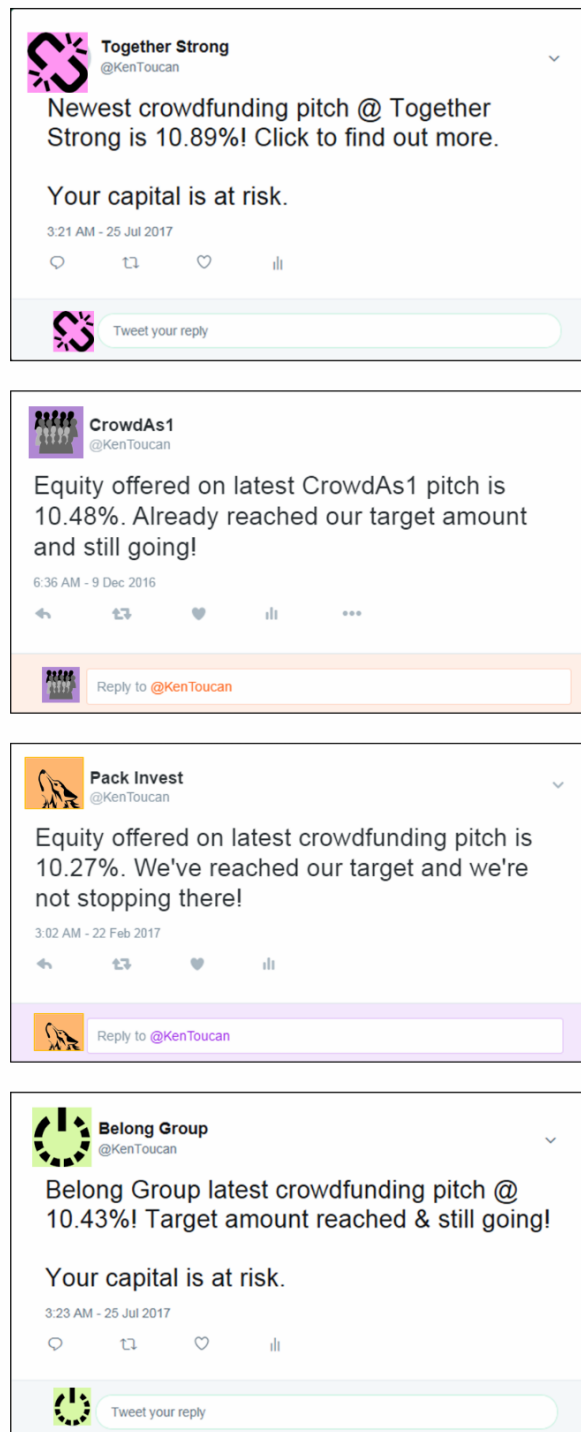 Together Strong
@KenToucan
Newest crowdfunding pitch @ Together
Strong is 10.89%! Click to find out more.
Your capital is at risk.
3:21 AM - 25 Jul 2017
Tweet your reply
CrowdAs1
@KenToucan
Equity offered on latest CrowdAs1 pitch is
10.48%. Already reached our target amount
and still going!
6:36 AM - 9 Dec 2016
Reply to @KenToucan
Pack Invest
@KenToucan
Equity offered on latest crowdfunding pitch is
10.27%. We've reached our target and we're
not stopping there!
3:02 AM - 22 Feb 2017
Reply to @KenToucan
Belong Group
@KenToucan
Belong Group latest crowdfunding pitch @
10.43%! Target amount reached & still going!
Your capital is at risk.
3:23 AM - 25 Jul 2017
Tweet your reply